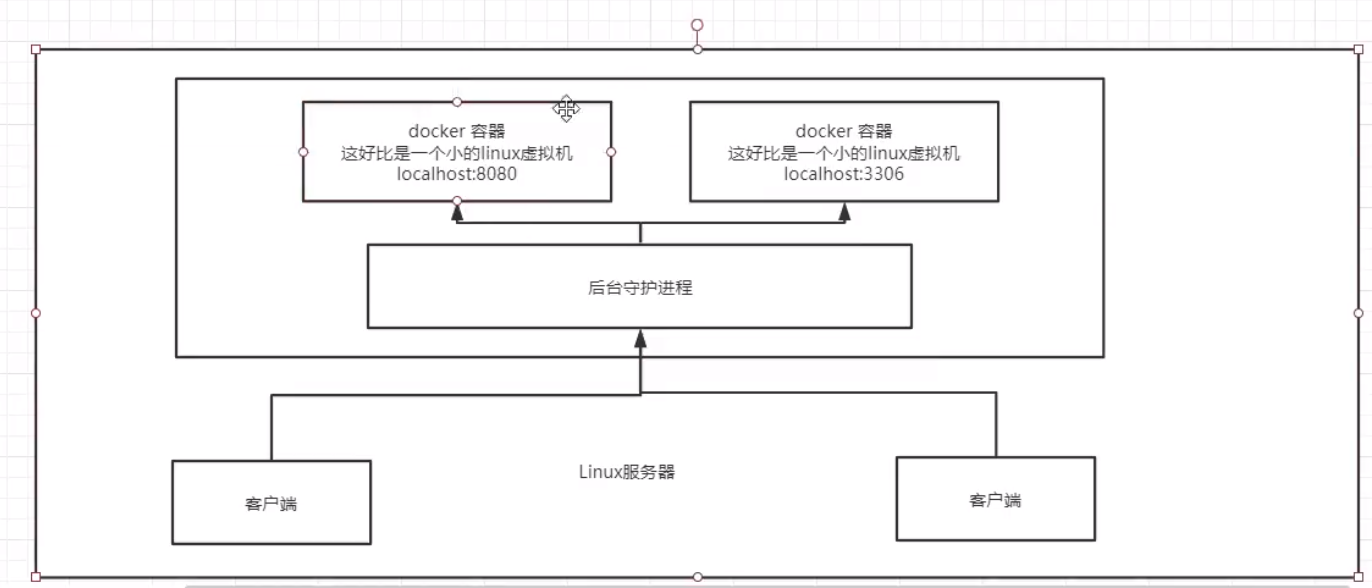 docker 容器
这好比是一个小的linux虚拟机
localhost:8080
docker 容器
这好比是一个小的linux虚拟机
localhost:3306
后台守护进程
Linux服务器
客户端
客户端